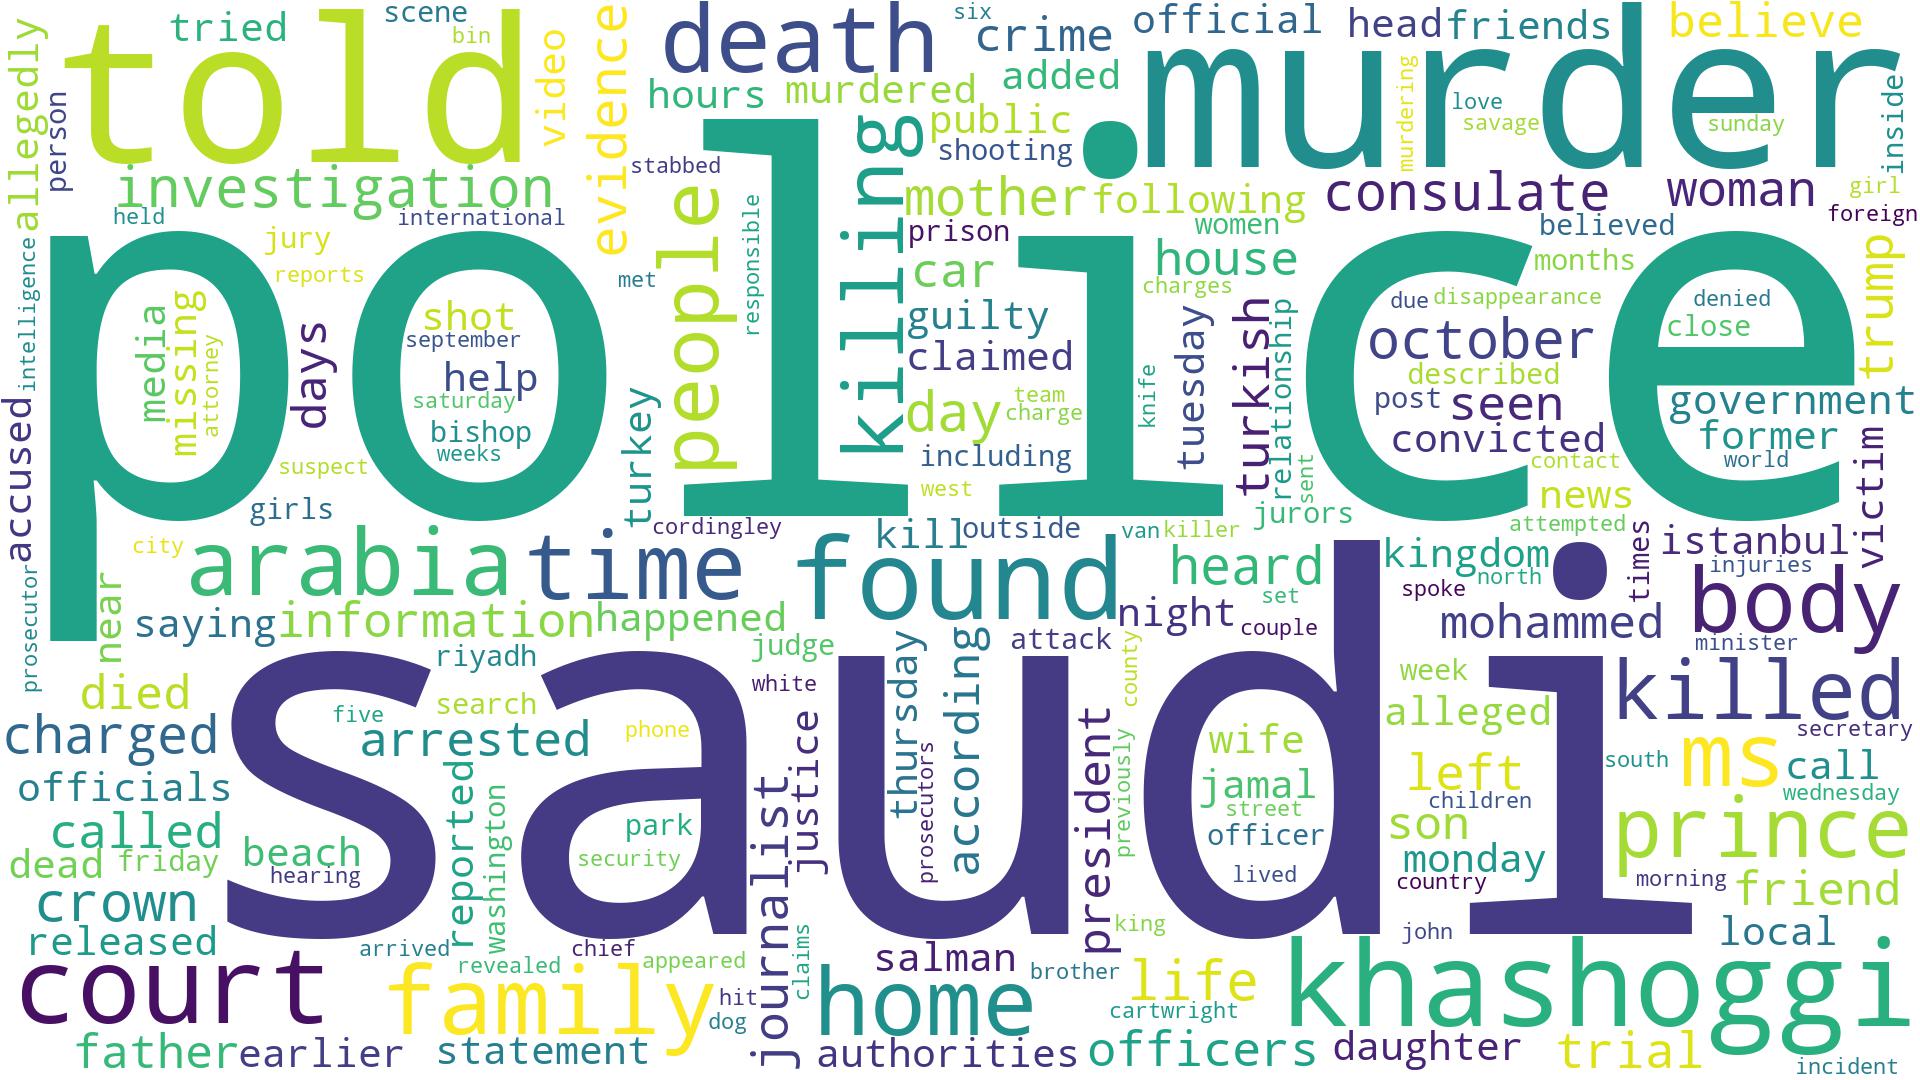 told
police
murder
saudi
death
killing
people
found
khashoggi
court
family
home
arabia
time
body
killed
prince
ms
tried
scene
bin
video
evidence
allegedly
person
investigation
held
international
hours
murdered
six
crime
added
public
shooting
stabbed
official
head
friends
believe
love
savage
murdering
sunday
inside
mother
following
consulate
woman
girl
foreign
women
believed
months
trump
jury
reports
met
responsible
prison
car
house
charges
guilty
claimed
team
charge
day
including
west
knife
tuesday
turkish
relationship
sent
jurors
due
disappearance
october
described
post
seen
convicted
contact
news
attempted
denied
close
government
former
world
victim
intelligence
accused
prosecutor
media
missing
attorney
days
shot
september
help
saturday
bishop
weeks
suspect
girls
turkey
cordingley
city
near
saying
information
happened
kill
outside
van
killer
heard
kingdom
north
spoke
times
istanbul
injuries
mohammed
minister
set
night
couple
attack
county
judge
white
thursday
according
riyadh
died
charged
officials
called
dead
friday
beach
hearing
crown
released
five
search
arrested
phone
reported
washington
park
security
justice
journalist
prosecutors
president
previously
wife
jamal
street
officer
lived
week
alleged
left
children
son
monday
country
south
secretary
call
wednesday
morning
friend
local
john
king
arrived
chief
revealed
appeared
claims
hit
dog
salman
brother
cartwright
life
father
earlier
statement
authorities
officers
daughter
trial
incident